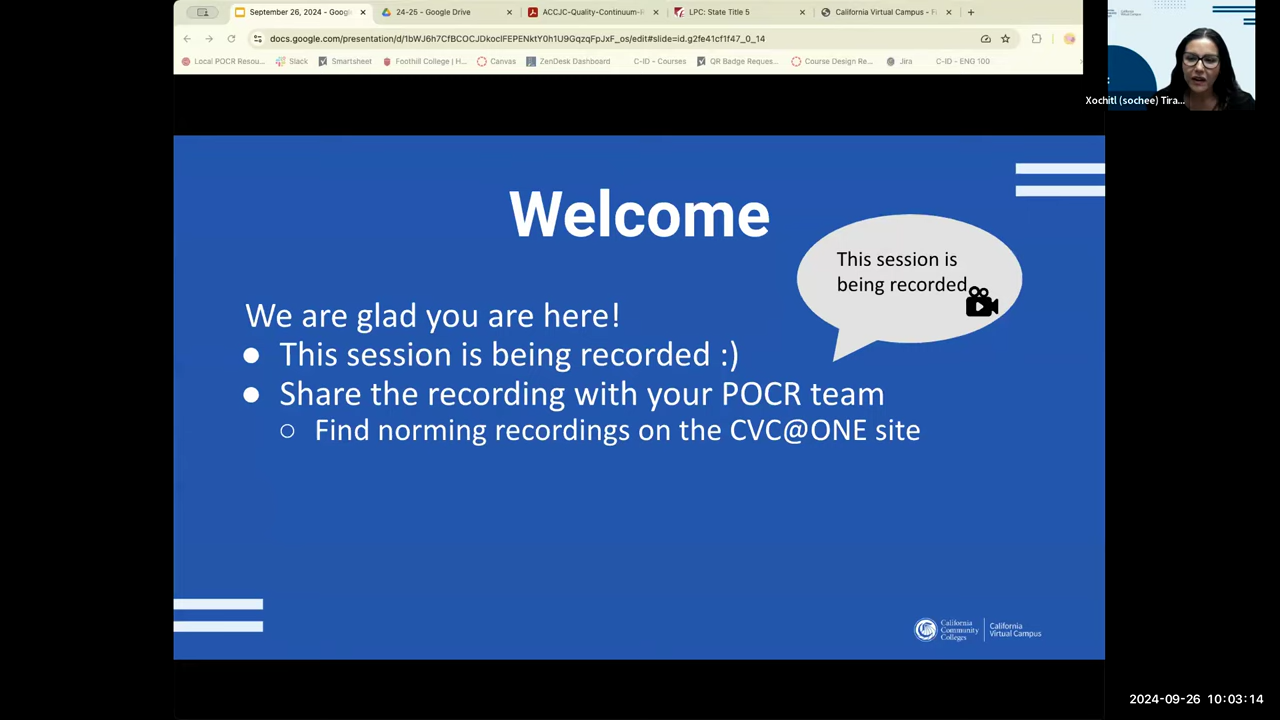 September 26, 2024 - Googl
24-25 - Google Drive
ACCJC-Quality-Continuum-
LPC: State Title 5
California Virtual Campus - F
docs.google.com/presentation/d/1bWJ6h7CfBCOCJDkoclFEPENktY0h1U9GqzqFpJxF_os/edit#slide=id.g2fe41cf1f47_0_14
Local POCR Resou...
Slack
Smartsheet
Foothill College | H...
Canvas
ZenDesk Dashboard
C-ID - Courses
QR Badge Reques...
Course Design Re...
Jira
C-ID - ENG 100
Xochitl (sochee) Tira...
Welcome
This session is
being recorded
We are glad you are here!
● This session is being recorded :)
● Share the recording with your POCR team
○ Find norming recordings on the CVC@ONE site
California
Community
Colleges
California
Virtual Campus
2024-09-26 10:03:14